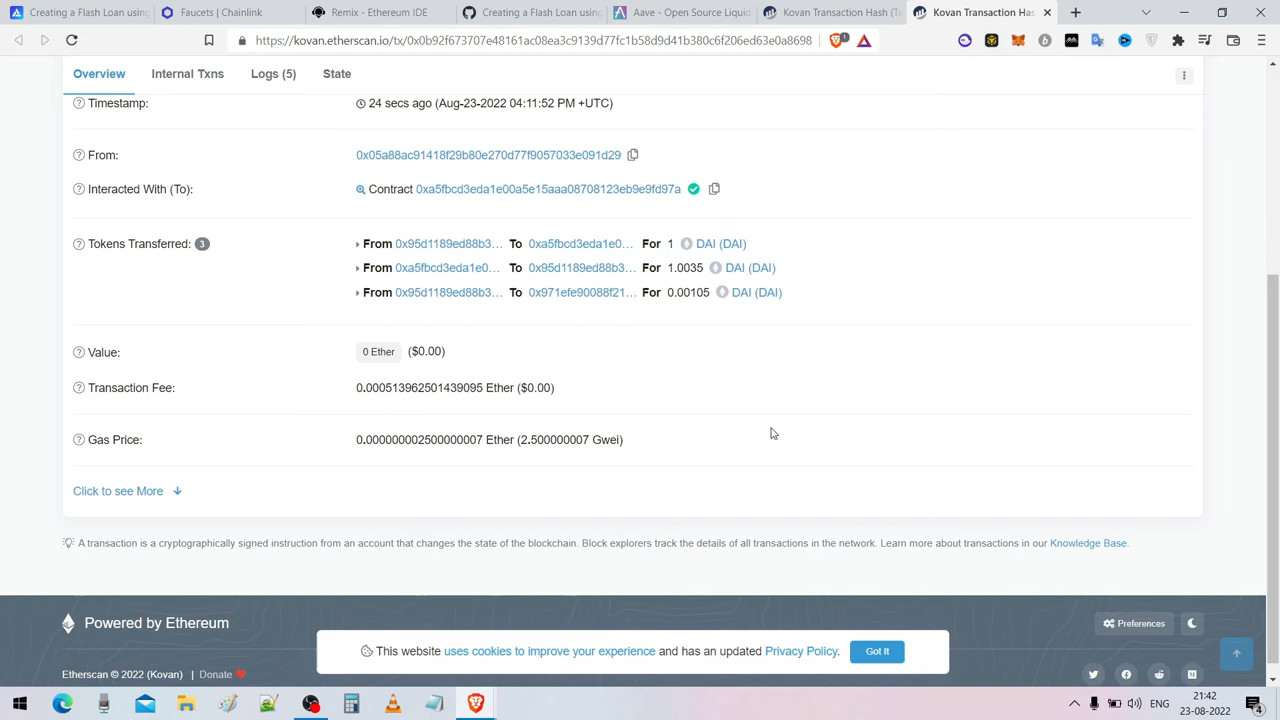 Creating a Flash Loan using
Faucets | Chainlink
Remix - Ethereum IDE
Creating a Flash Loan using
Aave - Open Source Liquid
Kovan Transaction Hash (T
Kovan Transaction Has
https://kovan.etherscan.io/tx/0x0b92f673707e48161ac08ea3c9139d77fc1b58d9d41b380c6f206ed63e0a8698
1
Overview
Internal Txns
Logs (5)
State
Timestamp:
24 secs ago (Aug-23-2022 04:11:52 PM +UTC)
From:
0x05a88ac91418f29b80e270d77f9057033e091d29
Interacted With (To):
Contract 0xa5fbcd3eda1e00a5e15aaa08708123eb9e9fd97a
Tokens Transferred: 3
From 0x95d1189ed88b3... To 0xa5fbcd3eda1e0... For 1 DAI (DAI)
From 0xa5fbcd3eda1e0... To 0x95d1189ed88b3... For 1.0035 DAI (DAI)
From 0x95d1189ed88b3... To 0x971efe90088f21... For 0.00105 DAI (DAI)
Value:
0 Ether ($0.00)
Transaction Fee:
0.000513962501439095 Ether ($0.00)
Gas Price:
0.000000002500000007 Ether (2.500000007 Gwei)
Click to see More
A transaction is a cryptographically signed instruction from an account that changes the state of the blockchain. Block explorers track the details of all transactions in the network. Learn more about transactions in our Knowledge Base.
Powered by Ethereum
Preferences
This website uses cookies to improve your experience and has an updated Privacy Policy.
Got It
Etherscan © 2022 (Kovan) | Donate
ENG
21:42
23-08-2022
4